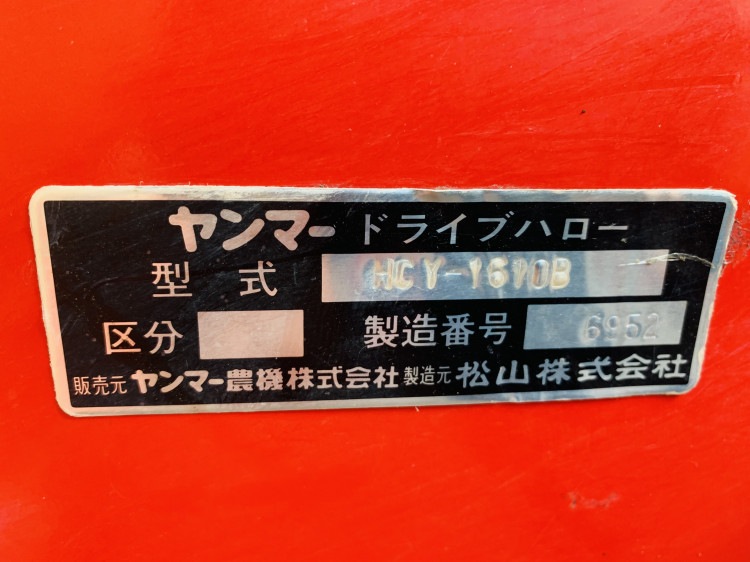 ヤンマー ドライブハロー
型式 HCY-1610B
区分 製造番号 6952
販売元 ヤンマー農機株式会社 製造元 松山株式会社